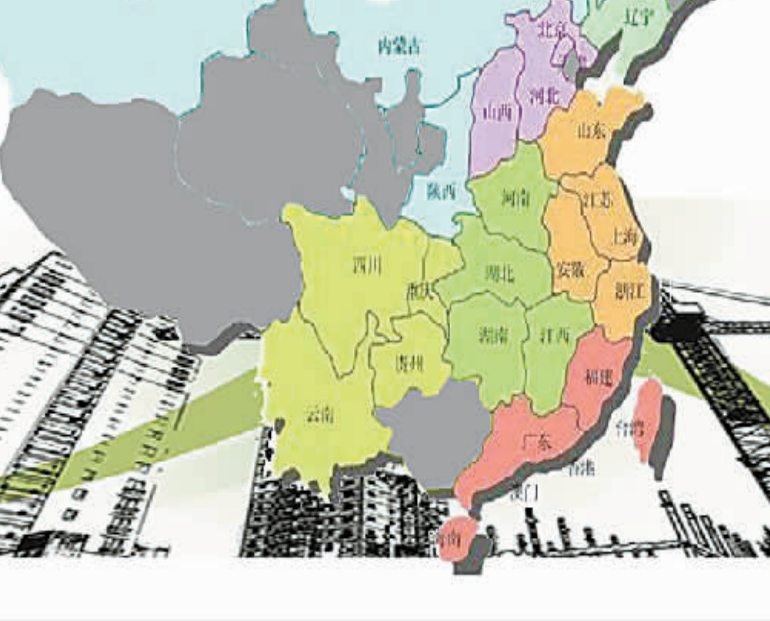 辽宁
北京
内蒙古
河北
山西
山东
陕西
河南
江苏
上海
四川
安徽
湖北
重庆
浙江
湖南
江西
贵州
福建
云南
台湾
广东
香港
澳门
海南